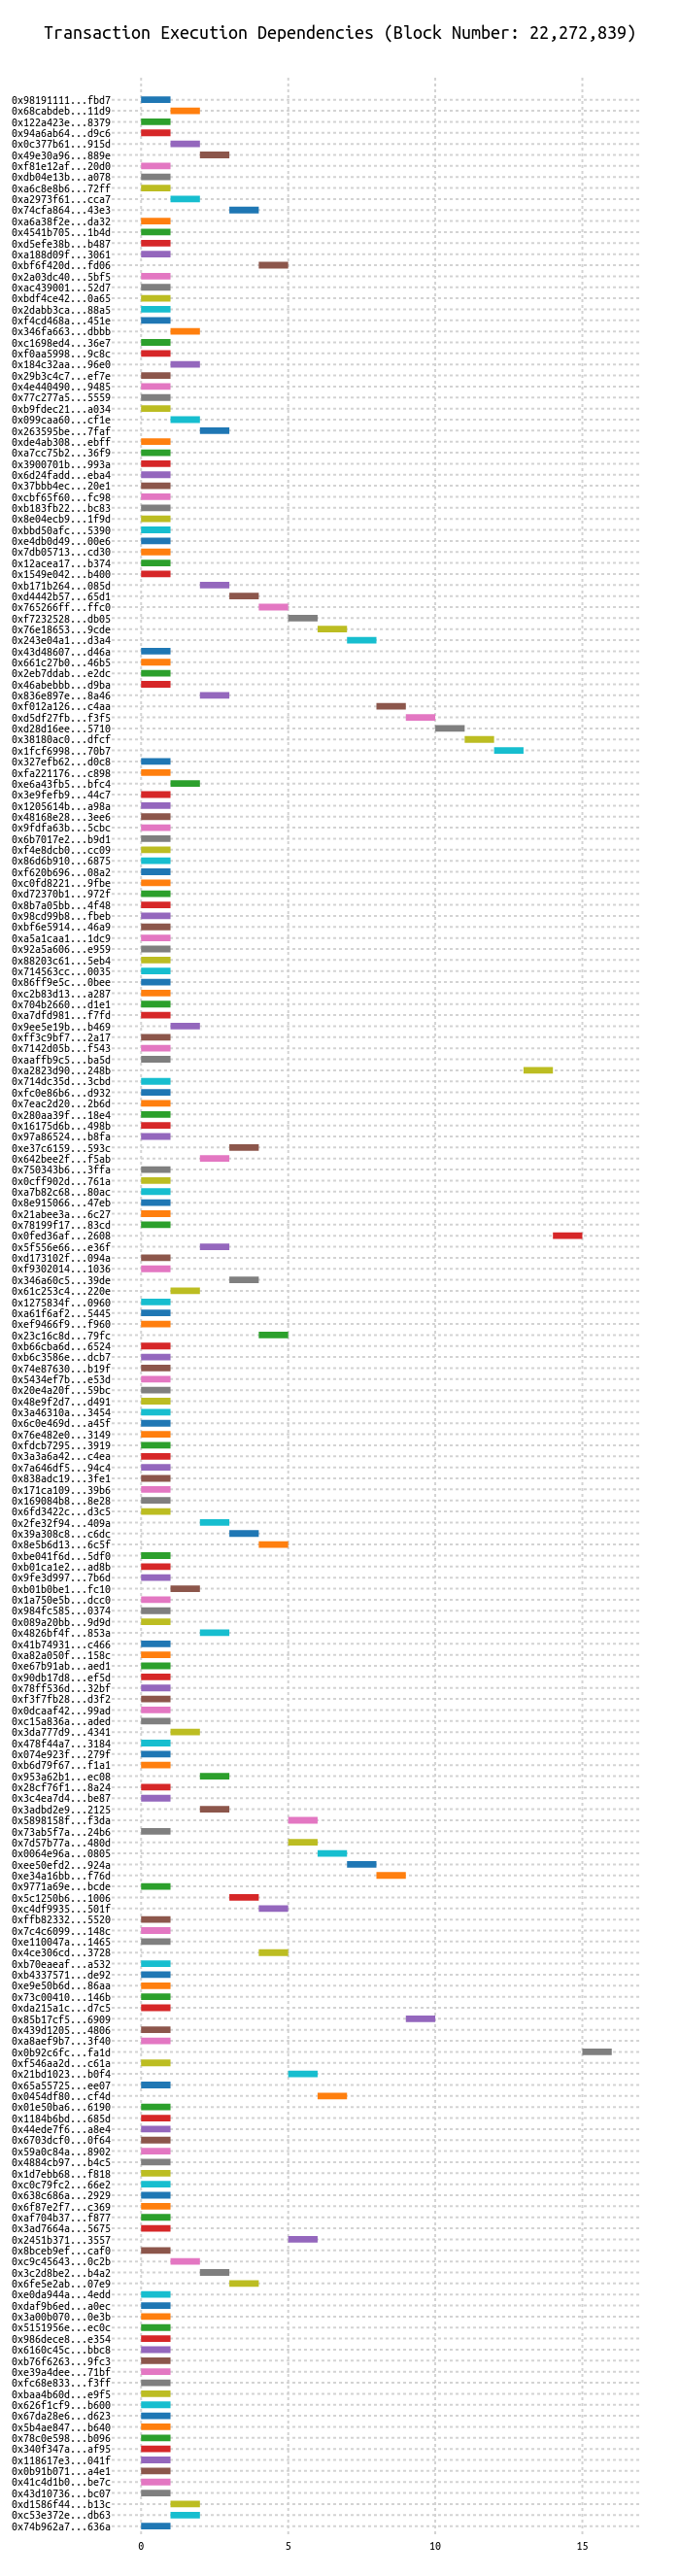 Transaction Execution Dependencies (Block Number: 22,272,839)
0x98191111...fbd7
0x68cabdeb...11d9
0x122a423e...8379
0x94a6ab64...d9c6
0x0c377b61...915d
0x49e30a96...889e
0xf81e12af...20d0
0xdb04e13b...a078
0xa6c8e8b6...72ff
0xa2973f61...cca7
0x74cfa864...43e3
0xa6a38f2e...da32
0x4541b705...1b4d
0xd5efe38b...b487
0xa188d09f...3061
0xbf6f420d...fd06
0x2a03dc40...5bf5
0xac439001...52d7
0xbdf4ce42...0a65
0x2dabb3ca...88a5
0xf4cd468a...451e
0x346fa663...dbbb
0xc1698ed4...36e7
0xf0aa5998...9c8c
0x184c32aa...96e0
0x29b3c4c7...ef7e
0x4e440490...9485
0x77c277a5...5559
0xb9fdec21...a034
0x099caa60...cf1e
0x263595be...7faf
0xde4ab308...ebff
0xa7cc75b2...36f9
0x3900701b...993a
0x6d24fadd...eba4
0x37bbb4ec...20e1
0xcbf65f60...fc98
0xb183fb22...bc83
0x8e04ecb9...1f9d
0xbbd50afc...5390
0xe4db0d49...00e6
0x7db05713...cd30
0x12acea17...b374
0x1549e042...b400
0xb171b264...085d
0xd4442b57...65d1
0x765266ff...ffc0
0xf7232528...db05
0x76e18653...9cde
0x243e04a1...d3a4
0x43d48607...d46a
0x661c27b0...46b5
0x2eb7ddab...e2dc
0x46abebbb...d9ba
0x836e897e...8a46
0xf012a126...c4aa
0xd5df27fb...f3f5
0xd28d16ee...5710
0x38180ac0...dfcf
0x1fcf6998...70b7
0x327efb62...d0c8
0xfa221176...c898
0xe6a43fb5...bfc4
0x3e9fefb9...44c7
0x1205614b...a98a
0x48168e28...3ee6
0x9fdfa63b...5cbc
0x6b7017e2...b9d1
0xf4e8dcb0...cc09
0x86d6b910...6875
0xf620b696...08a2
0xc0fd8221...9fbe
0xd72370b1...972f
0x8b7a05bb...4f48
0x98cd99b8...fbeb
0xbf6e5914...46a9
0xa5a1caa1...1dc9
0x92a5a606...e959
0x88203c61...5eb4
0x714563cc...0035
0x86ff9e5c...0bee
0xc2b83d13...a287
0x704b2660...d1e1
0xa7dfd981...f7fd
0x9ee5e19b...b469
0xff3c9bf7...2a17
0x7142d05b...f543
0xaaffb9c5...ba5d
0xa2823d90...248b
0x714dc35d...3cbd
0xfc0e86b6...d932
0x7eac2d20...2b6d
0x280aa39f...18e4
0x16175d6b...498b
0x97a86524...b8fa
0xe37c6159...593c
0x642bee2f...f5ab
0x750343b6...3ffa
0x0cff902d...761a
0xa7b82c68...80ac
0x8e915066...47eb
0x21abee3a...6c27
0x78199f17...83cd
0x0fed36af...2608
0x5f556e66...e36f
0xd173102f...094a
0xf9302014...1036
0x346a60c5...39de
0x61c253c4...220e
0x1275834f...0960
0xa61f6af2...5445
0xef9466f9...f960
0x23c16c8d...79fc
0xb66cba6d...6524
0xb6c3586e...dcb7
0x74e87630...b19f
0x5434ef7b...e53d
0x20e4a20f...59bc
0x48e9f2d7...d491
0x3a46310a...3454
0x6c0e469d...a45f
0x76e482e0...3149
0xfdcb7295...3919
0x3a3a6a42...c4ea
0x7a646df5...94c4
0x838adc19...3fe1
0x171ca109...39b6
0x169084b8...8e28
0x6fd3422c...d3c5
0x2fe32f94...409a
0x39a308c8...c6dc
0x8e5b6d13...6c5f
0xbe041f6d...5df0
0xb01ca1e2...ad8b
0x9fe3d997...7b6d
0xb01b0be1...fc10
0x1a750e5b...dcc0
0x984fc585...0374
0x089a20bb...9d9d
0x4826bf4f...853a
0x41b74931...c466
0xa82a050f...158c
0xe67b91ab...aed1
0x90db17d8...ef5d
0x78ff536d...32bf
0xf3f7fb28...d3f2
0x0dcaaf42...99ad
0xc15a836a...aded
0x3da777d9...4341
0x478f44a7...3184
0x074e923f...279f
0xb6d79f67...f1a1
0x953a62b1...ec08
0x28cf76f1...8a24
0x3c4ea7d4...be87
0x3adbd2e9...2125
0x5898158f...f3da
0x73ab5f7a...24b6
0x7d57b77a...480d
0x0064e96a...0805
0xee50efd2...924a
0xe34a16bb...f76d
0x9771a69e...bcde
0x5c1250b6...1006
0xc4df9935...501f
0xffb82332...5520
0x7c4c6099...148c
0xe110047a...1465
0x4ce306cd...3728
0xb70eaeaf...a532
0xb4337571...de92
0xe9e50b6d...86aa
0x73c00410...146b
0xda215a1c...d7c5
0x85b17cf5...6909
0x439d1205...4806
0xa8aef9b7...3f40
0x0b92c6fc...fa1d
0xf546aa2d...c61a
0x21bd1023...b0f4
0x65a55725...ee07
0x0454df80...cf4d
0x01e50ba6...6190
0x1184b6bd...685d
0x44ede7f6...a8e4
0x6703dcf0...0f64
0x59a0c84a...8902
0x4884cb97...b4c5
0x1d7ebb68...f818
0xc0c79fc2...66e2
0x638c686a...2929
0x6f87e2f7...c369
0xaf704b37...f877
0x3ad7664a...5675
0x2451b371...3557
0x8bceb9ef...caf0
0xc9c45643...0c2b
0x3c2d8be2...b4a2
0x6fe5e2ab...07e9
0xe0da944a...4edd
0xdaf9b6ed...a0ec
0x3a00b070...0e3b
0x5151956e...ec0c
0x986dece8...e354
0x6160c45c...bbc8
0xb76f6263...9fc3
0xe39a4dee...71bf
0xfc68e833...f3ff
0xbaa4b60d...e9f5
0x626f1cf9...b600
0x67da28e6...d623
0x5b4ae847...b640
0x78c0e598...b096
0x340f347a...af95
0x118617e3...041f
0x0b91b071...a4e1
0x41c4d1b0...be7c
0x43d10736...bc07
0xd1586f44...b13c
0xc53e372e...db63
0x74b962a7...636a
0 5 10 15